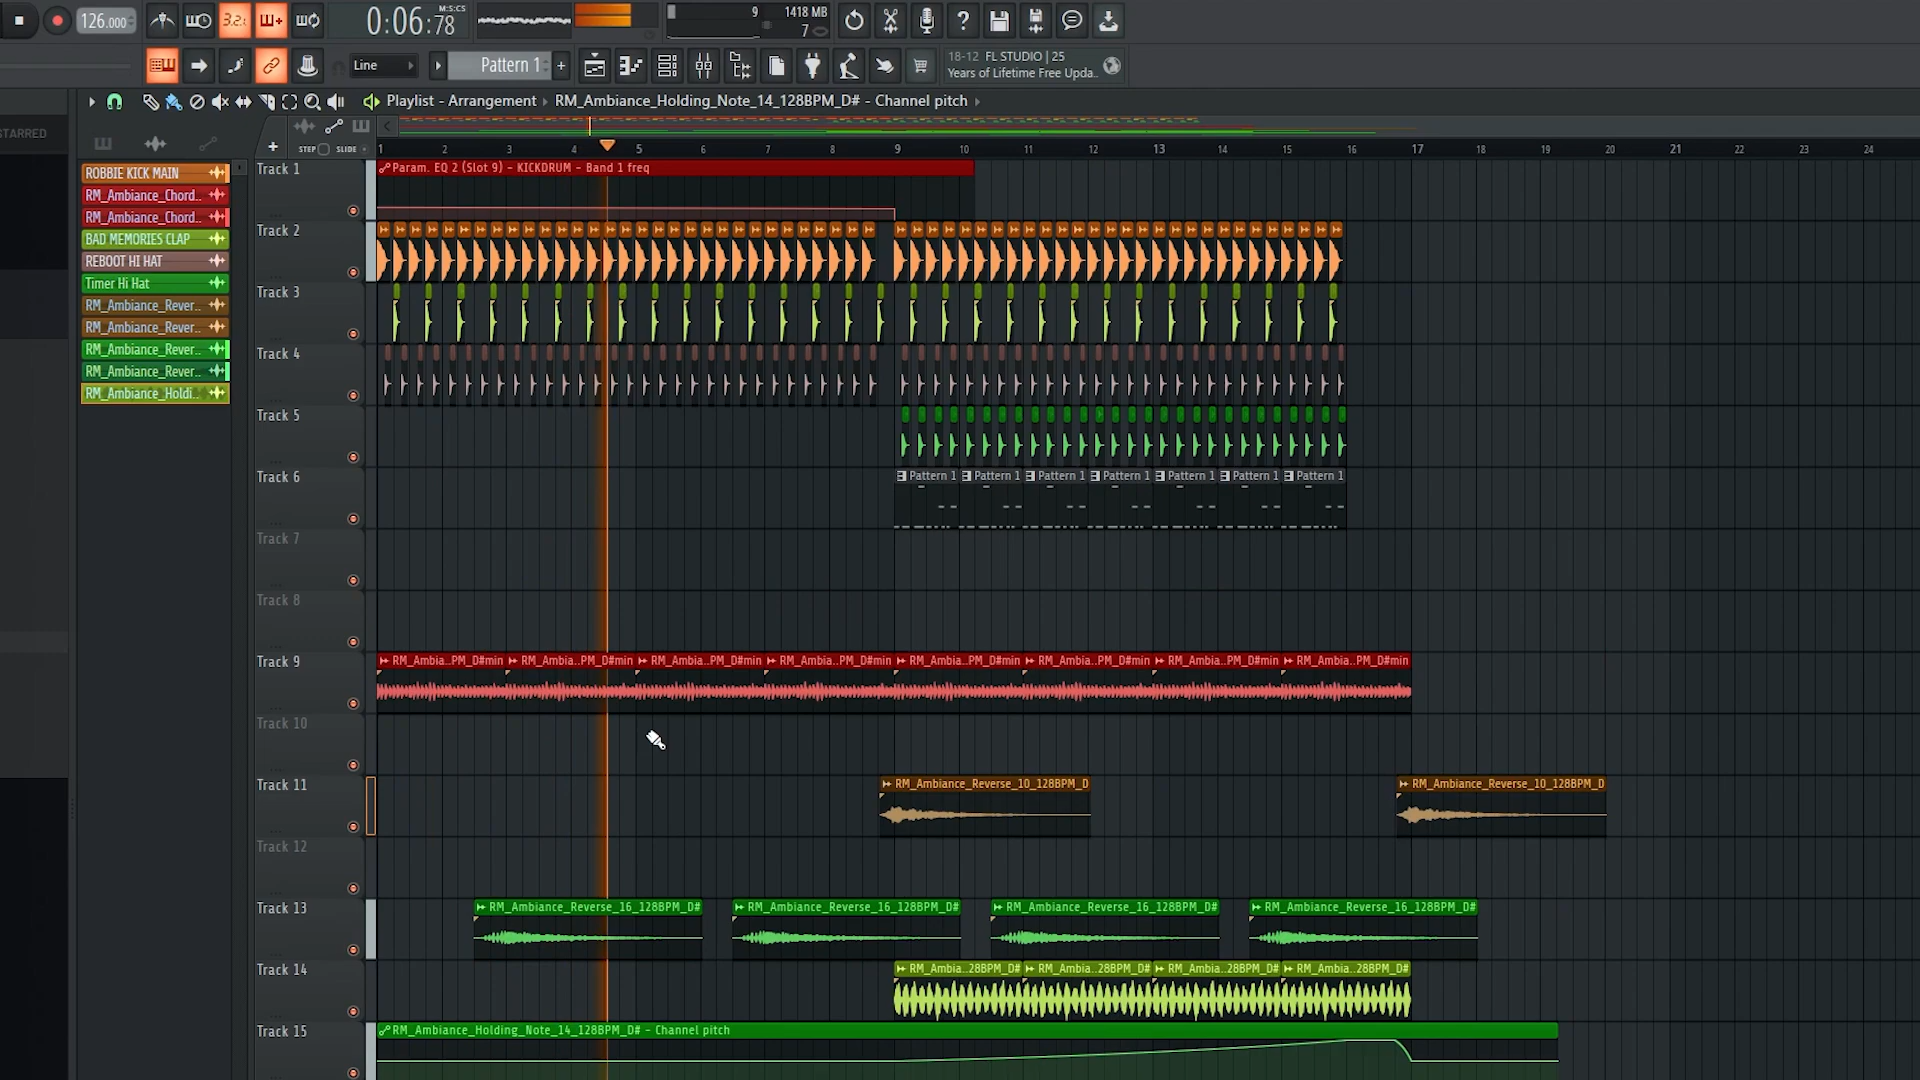 126.000
3.2.
0:06:78
M:S:CS
9
1418 MB
7
Line
Pattern 1
+
18-12 FL STUDIO | 25
Years of Lifetime Free Upda..
STARRED
Playlist - Arrangement › RM_Ambiance_Holding_Note_14_128BPM_D# - Channel pitch ›
STEP SLIDE
1 2 3 4 5 6 7 8 9 10 11 12 13 14 15 16 17 18 19 20 21 22 23 24
ROBBIE KICK MAIN
RM_Ambiance_Chord..
RM_Ambiance_Chord..
BAD MEMORIES CLAP
REBOOT HI HAT
Timer Hi Hat
RM_Ambiance_Rever..
RM_Ambiance_Rever..
RM_Ambiance_Rever..
RM_Ambiance_Rever..
RM_Ambiance_Holdi..
Track 1
Param. EQ 2 (Slot 9) - KICKDRUM - Band 1 freq
Track 2
Track 3
Track 4
Track 5
Track 6
Pattern 1 Pattern 1 Pattern 1 Pattern 1 Pattern 1 Pattern 1 Pattern 1
Track 7
Track 8
Track 9
RM_Ambia..PM_D#min RM_Ambia..PM_D#min RM_Ambia..PM_D#min RM_Ambia..PM_D#min RM_Ambia..PM_D#min RM_Ambia..PM_D#min RM_Ambia..PM_D#min RM_Ambia..PM_D#min
Track 10
Track 11
RM_Ambiance_Reverse_10_128BPM_D RM_Ambiance_Reverse_10_128BPM_D
Track 12
Track 13
RM_Ambiance_Reverse_16_128BPM_D# RM_Ambiance_Reverse_16_128BPM_D# RM_Ambiance_Reverse_16_128BPM_D# RM_Ambiance_Reverse_16_128BPM_D#
Track 14
RM_Ambia..28BPM_D# RM_Ambia..28BPM_D# RM_Ambia..28BPM_D# RM_Ambia..28BPM_D#
Track 15
RM_Ambiance_Holding_Note_14_128BPM_D# - Channel pitch